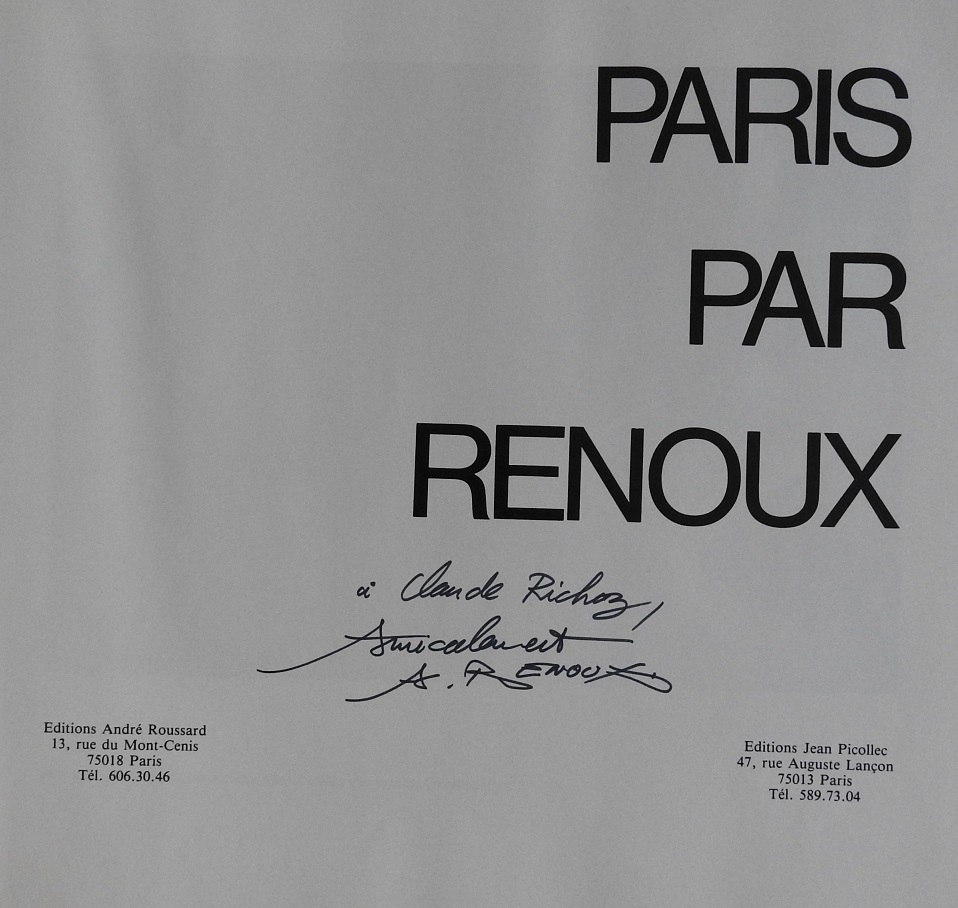 PARIS
PAR
RENOUX
à Claude Richoz,
Amicalement
A. RENOUX.
Editions André Roussard
13, rue du Mont-Cenis
75018 Paris
Tél. 606.30.46
Editions Jean Picollec
47, rue Auguste Lançon
75013 Paris
Tél. 589.73.04